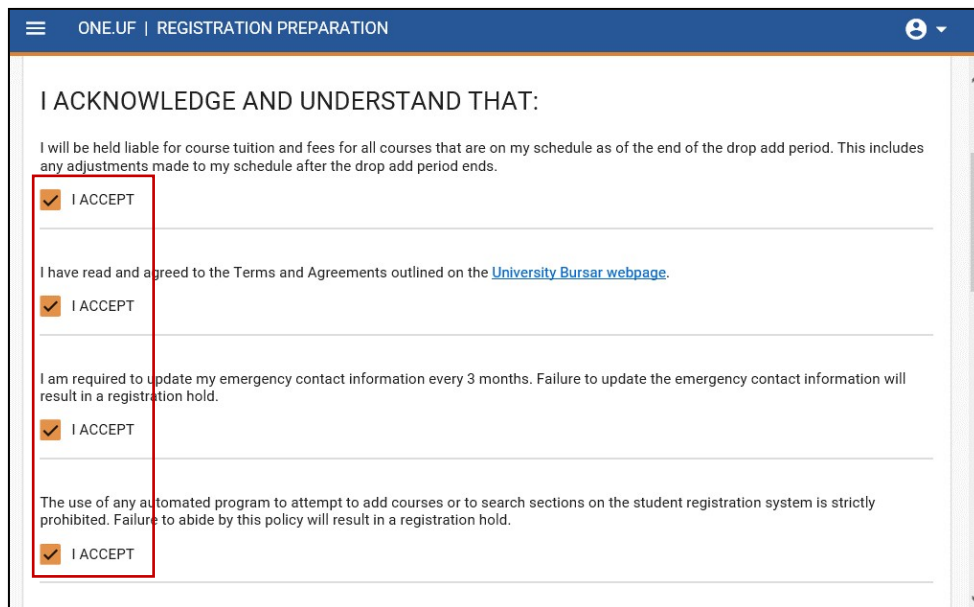 ONE.UF | REGISTRATION PREPARATION
I ACKNOWLEDGE AND UNDERSTAND THAT:
I will be held liable for course tuition and fees for all courses that are on my schedule as of the end of the drop add period. This includes
any adjustments made to my schedule after the drop add period ends.
I ACCEPT
I have read and agreed to the Terms and Agreements outlined on the University Bursar webpage.
I ACCEPT
I am required to update my emergency contact information every 3 months. Failure to update the emergency contact information will
result in a registration hold.
I ACCEPT
The use of any automated program to attempt to add courses or to search sections on the student registration system is strictly
prohibited. Failure to abide by this policy will result in a registration hold.
I ACCEPT